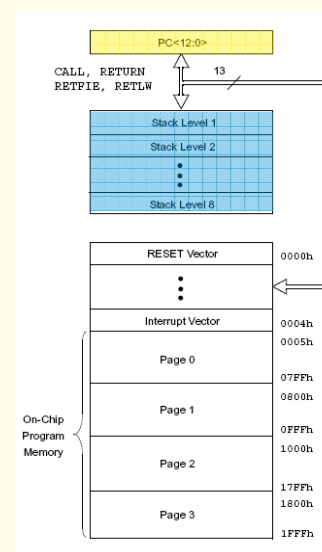 PC<12:0>
CALL, RETURN
RETFIE, RETLW
13
Stack Level 1
Stack Level 2
Stack Level 8
RESET Vector
0000h
Interrupt Vector
0004h
0005h
Page 0
07FFh
0800h
Page 1
0FFFh
On-Chip
Program
Memory
1000h
Page 2
17FFh
1800h
Page 3
1FFFh